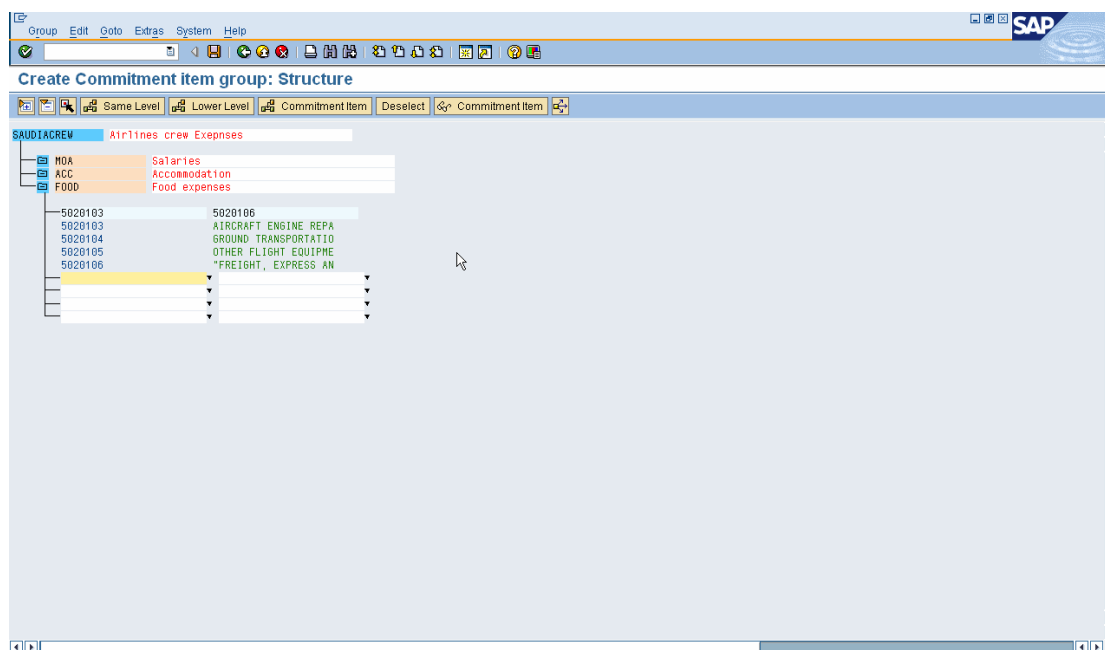 Group Edit Goto Extras System Help
SAP
Create Commitment item group: Structure
Same Level Lower Level Commitment Item Deselect Commitment Item
SAUDIACREW Airlines crew Exepnses
MOA Salaries
ACC Accommodation
FOOD Food expenses
5020103 5020106
5020103 AIRCRAFT ENGINE REPA
5020104 GROUND TRANSPORTATIO
5020105 OTHER FLIGHT EQUIPME
5020106 "FREIGHT, EXPRESS AN